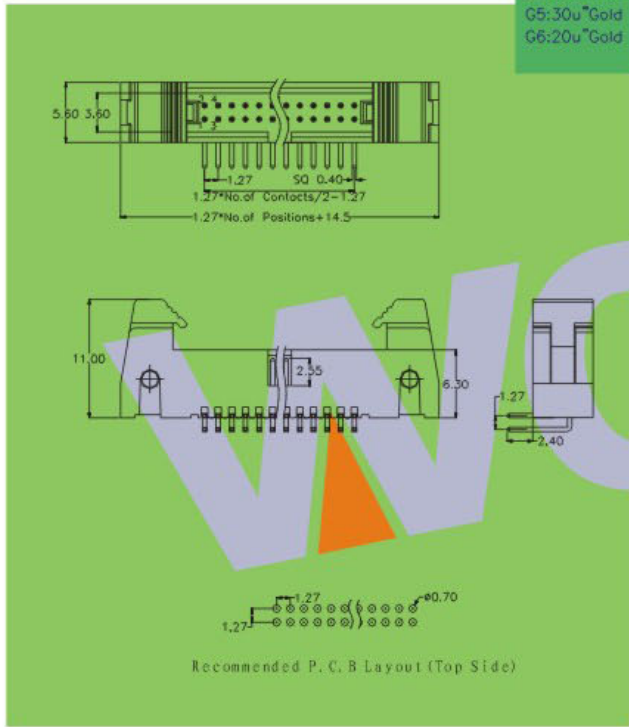 G5:30u"Gold
G6:20u"Gold
2 4
5.60 3.60
1 3
1.27 SQ 0.40
1.27*No.of Contacts/2-1.27
1.27*No.of Positions+14.5
11.00
2.55
6.30
1.27
2.40
1.27 ø0.70
1.27
Recommended P.C.B Layout(Top Side)